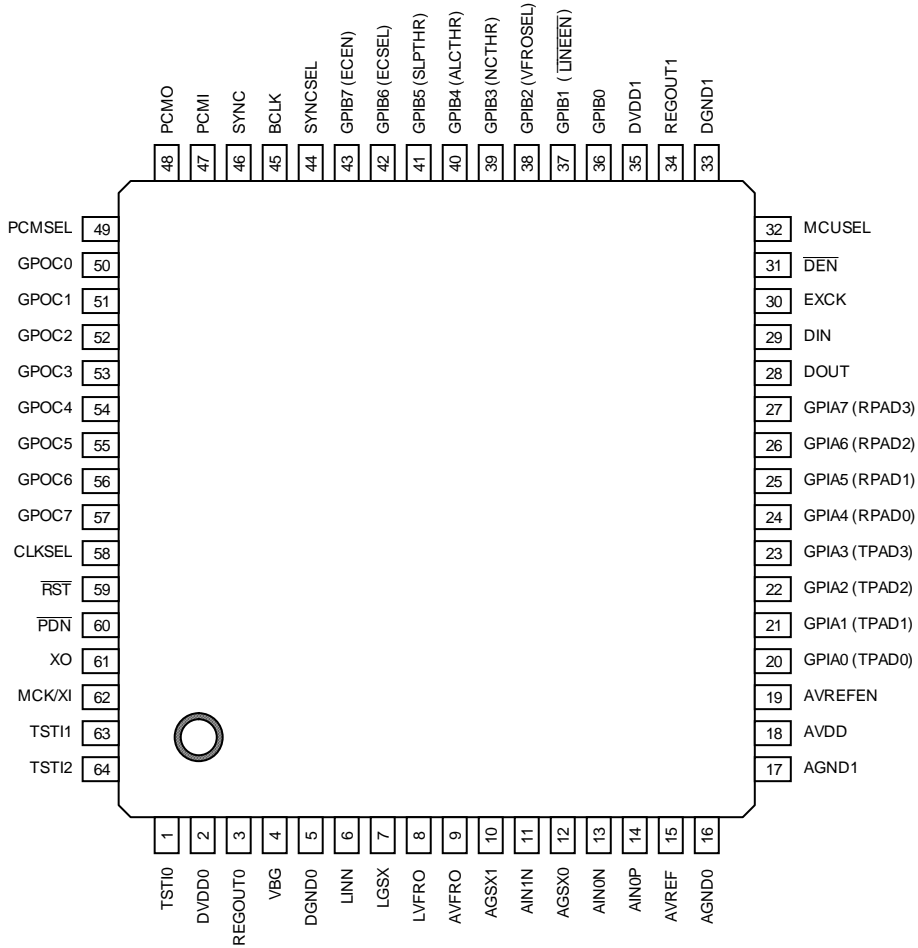 PCMO
PCMI
SYNC
BCLK
SYNCSEL
GPIB7 (ECEN)
GPIB6 (ECSEL)
GPIB5 (SLPTHR)
GPIB4 (ALCTHR)
GPIB3 (NCTHR)
GPIB2 (VFROSEL)
GPIB1 (LINEEN)
GPIB0
DVDD1
REGOUT1
DGND1
48
47
46
45
44
43
42
41
40
39
38
37
36
35
34
33
PCMSEL 49
GPOC0 50
GPOC1 51
GPOC2 52
GPOC3 53
GPOC4 54
GPOC5 55
GPOC6 56
GPOC7 57
CLKSEL 58
RST 59
PDN 60
XO 61
MCK/XI 62
TSTI1 63
TSTI2 64
32 MCUSEL
31 DEN
30 EXCK
29 DIN
28 DOUT
27 GPIA7 (RPAD3)
26 GPIA6 (RPAD2)
25 GPIA5 (RPAD1)
24 GPIA4 (RPAD0)
23 GPIA3 (TPAD3)
22 GPIA2 (TPAD2)
21 GPIA1 (TPAD1)
20 GPIA0 (TPAD0)
19 AVREFEN
18 AVDD
17 AGND1
1
2
3
4
5
6
7
8
9
10
11
12
13
14
15
16
TSTI0
DVDD0
REGOUT0
VBG
DGND0
LINN
LGSX
LVFRO
AVFRO
AGSX1
AIN1N
AGSX0
AIN0N
AIN0P
AVREF
AGND0